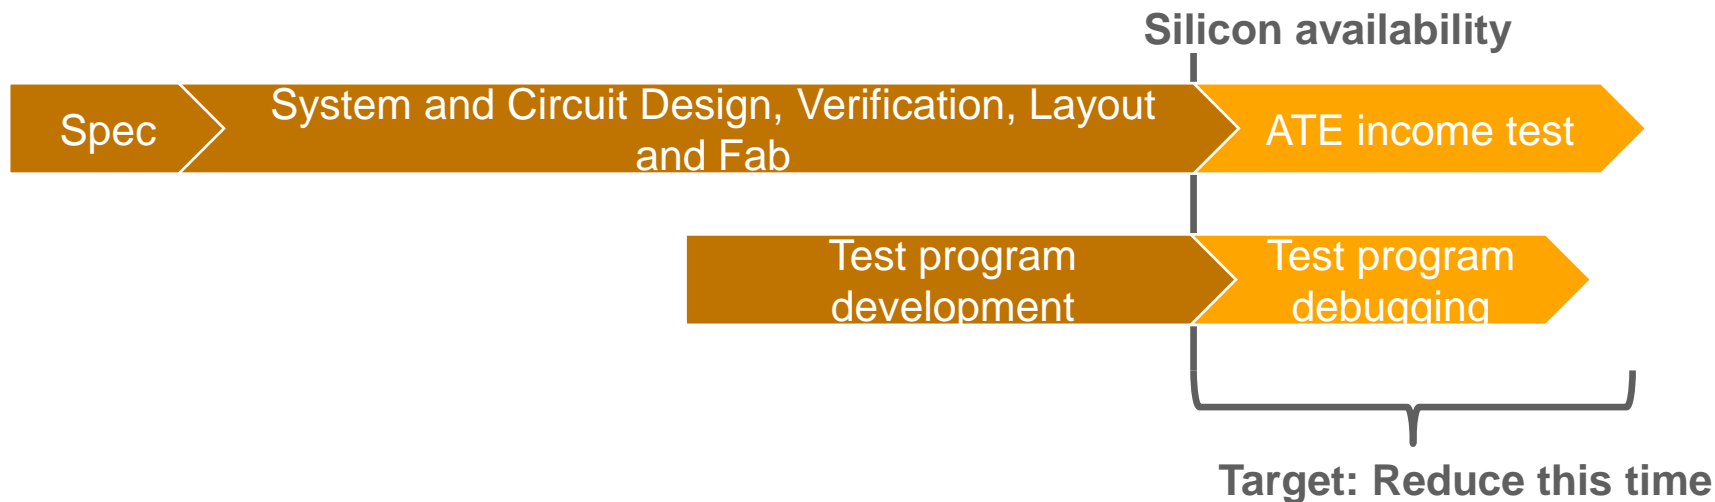 Silicon availability
Spec
System and Circuit Design, Verification, Layout
and Fab
ATE income test
Test program
development
Test program
debugging
Target: Reduce this time